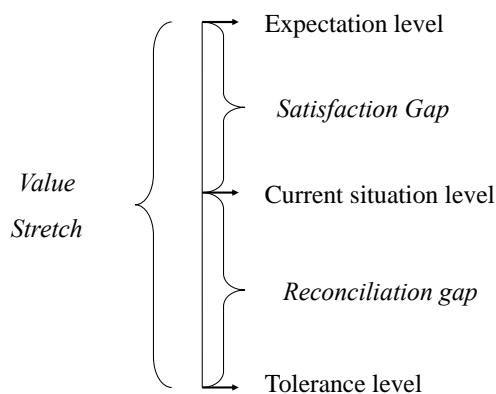 Expectation level
Satisfaction Gap
Value
Stretch
Current situation level
Reconciliation gap
Tolerance level